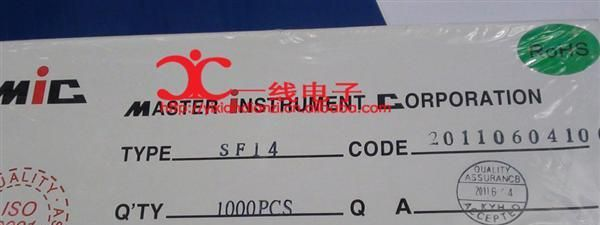 RoHS
MIC
一线电子
MASTER INSTRUMENT CORPORATION
TYPE SF14 CODE 2011060410
QUALITY
ASSURANCE
2011.6
ACCEPTED
QUALITY
ISO
Q'TY 1000PCS Q A